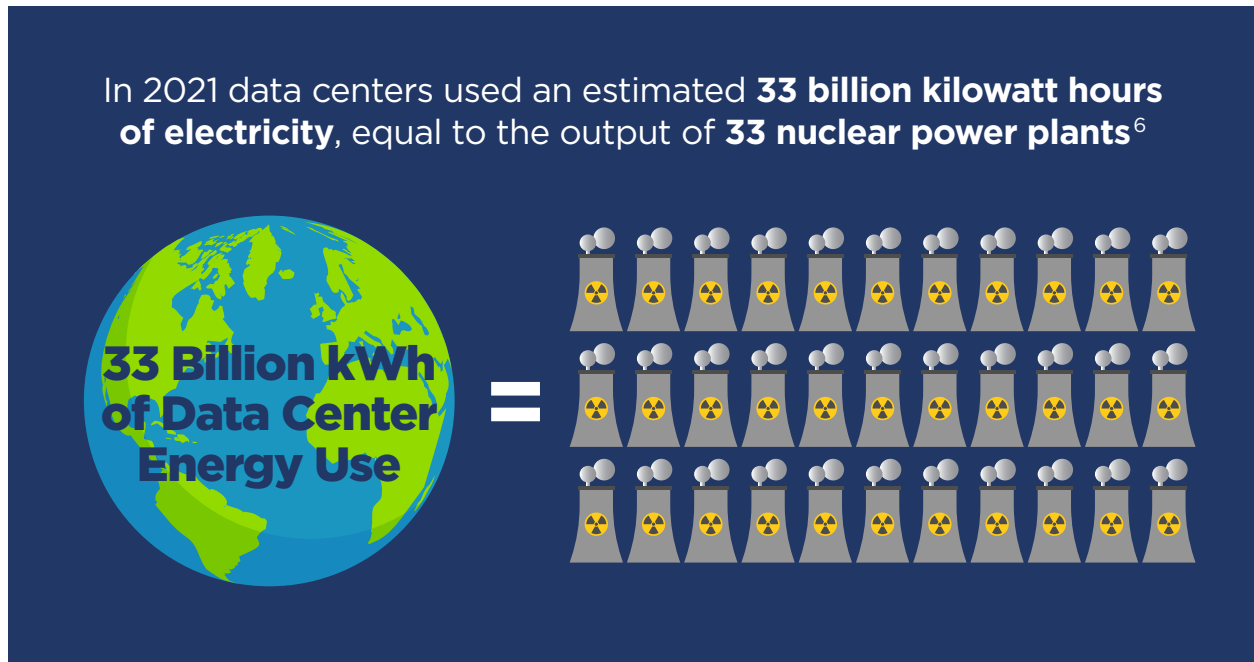 In 2021 data centers used an estimated 33 billion kilowatt hours
of electricity, equal to the output of 33 nuclear power plants6
33 Billion kWh
of Data Center
Energy Use
=